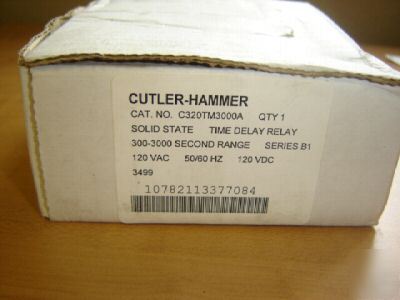 CUTLER-HAMMER
CAT. NO. C320TM3000A QTY 1
SOLID STATE TIME DELAY RELAY
300-3000 SECOND RANGE SERIES B1
120 VAC 50/60 HZ 120 VDC
3499
10782113377084